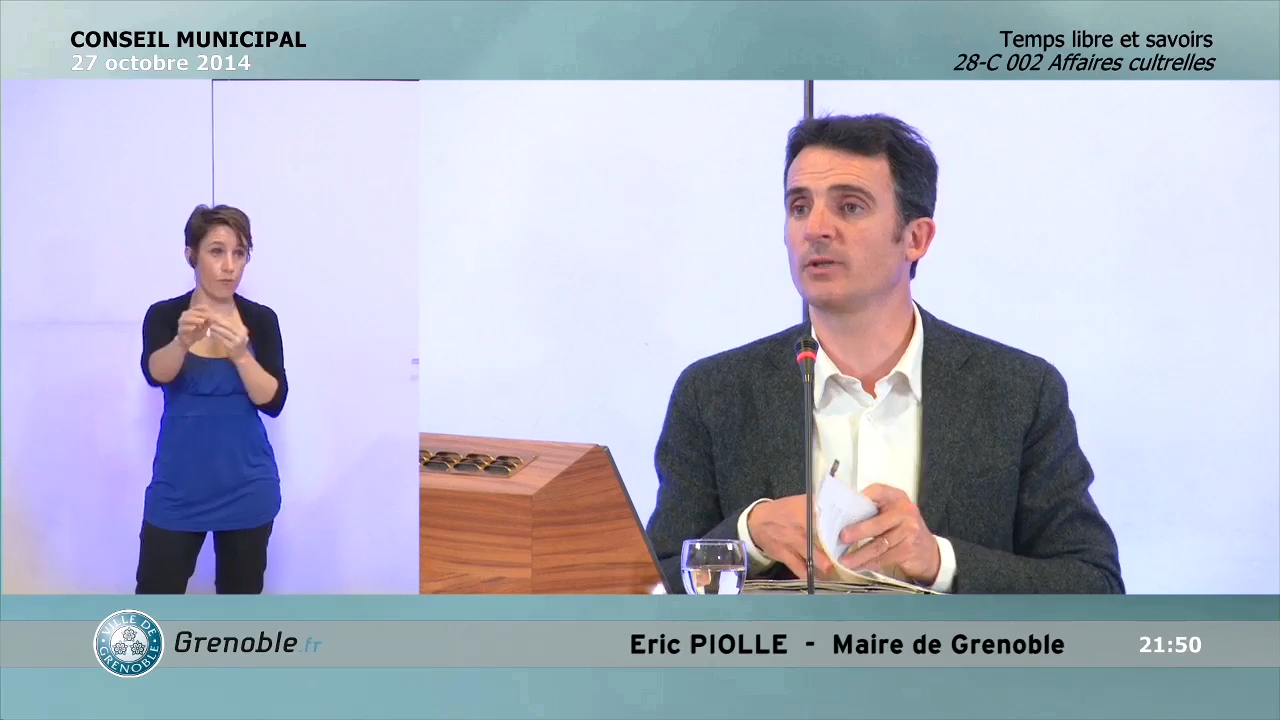 CONSEIL MUNICIPAL
27 octobre 2014
Temps libre et savoirs
28-C 002 Affaires cultrelles
VILLE DE GRENOBLE
Grenoble.fr
Eric PIOLLE - Maire de Grenoble
21:50